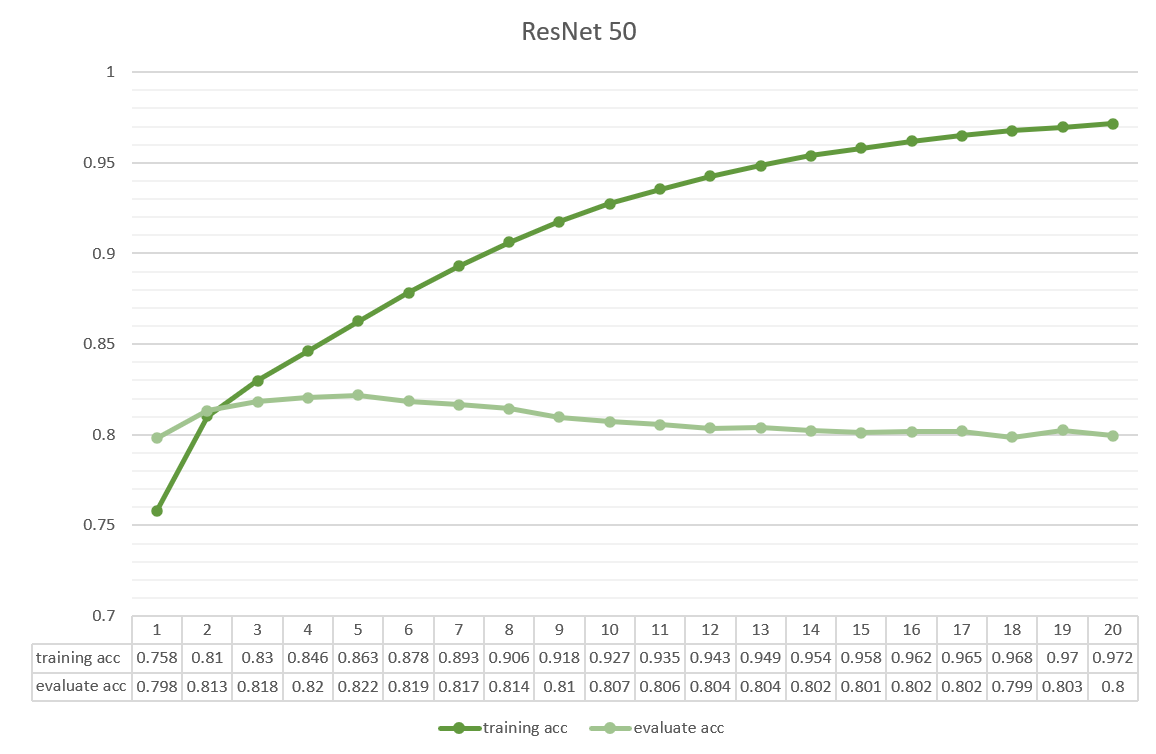 ResNet 50
1
0.95
0.9
0.85
0.8
0.75
0.7
1 2 3 4 5 6 7 8 9 10 11 12 13 14 15 16 17 18 19 20
training acc 0.758 0.81 0.83 0.846 0.863 0.878 0.893 0.906 0.918 0.927 0.935 0.943 0.949 0.954 0.958 0.962 0.965 0.968 0.97 0.972
evaluate acc 0.798 0.813 0.818 0.82 0.822 0.819 0.817 0.814 0.81 0.807 0.806 0.804 0.804 0.802 0.801 0.802 0.802 0.799 0.803 0.8
training acc evaluate acc